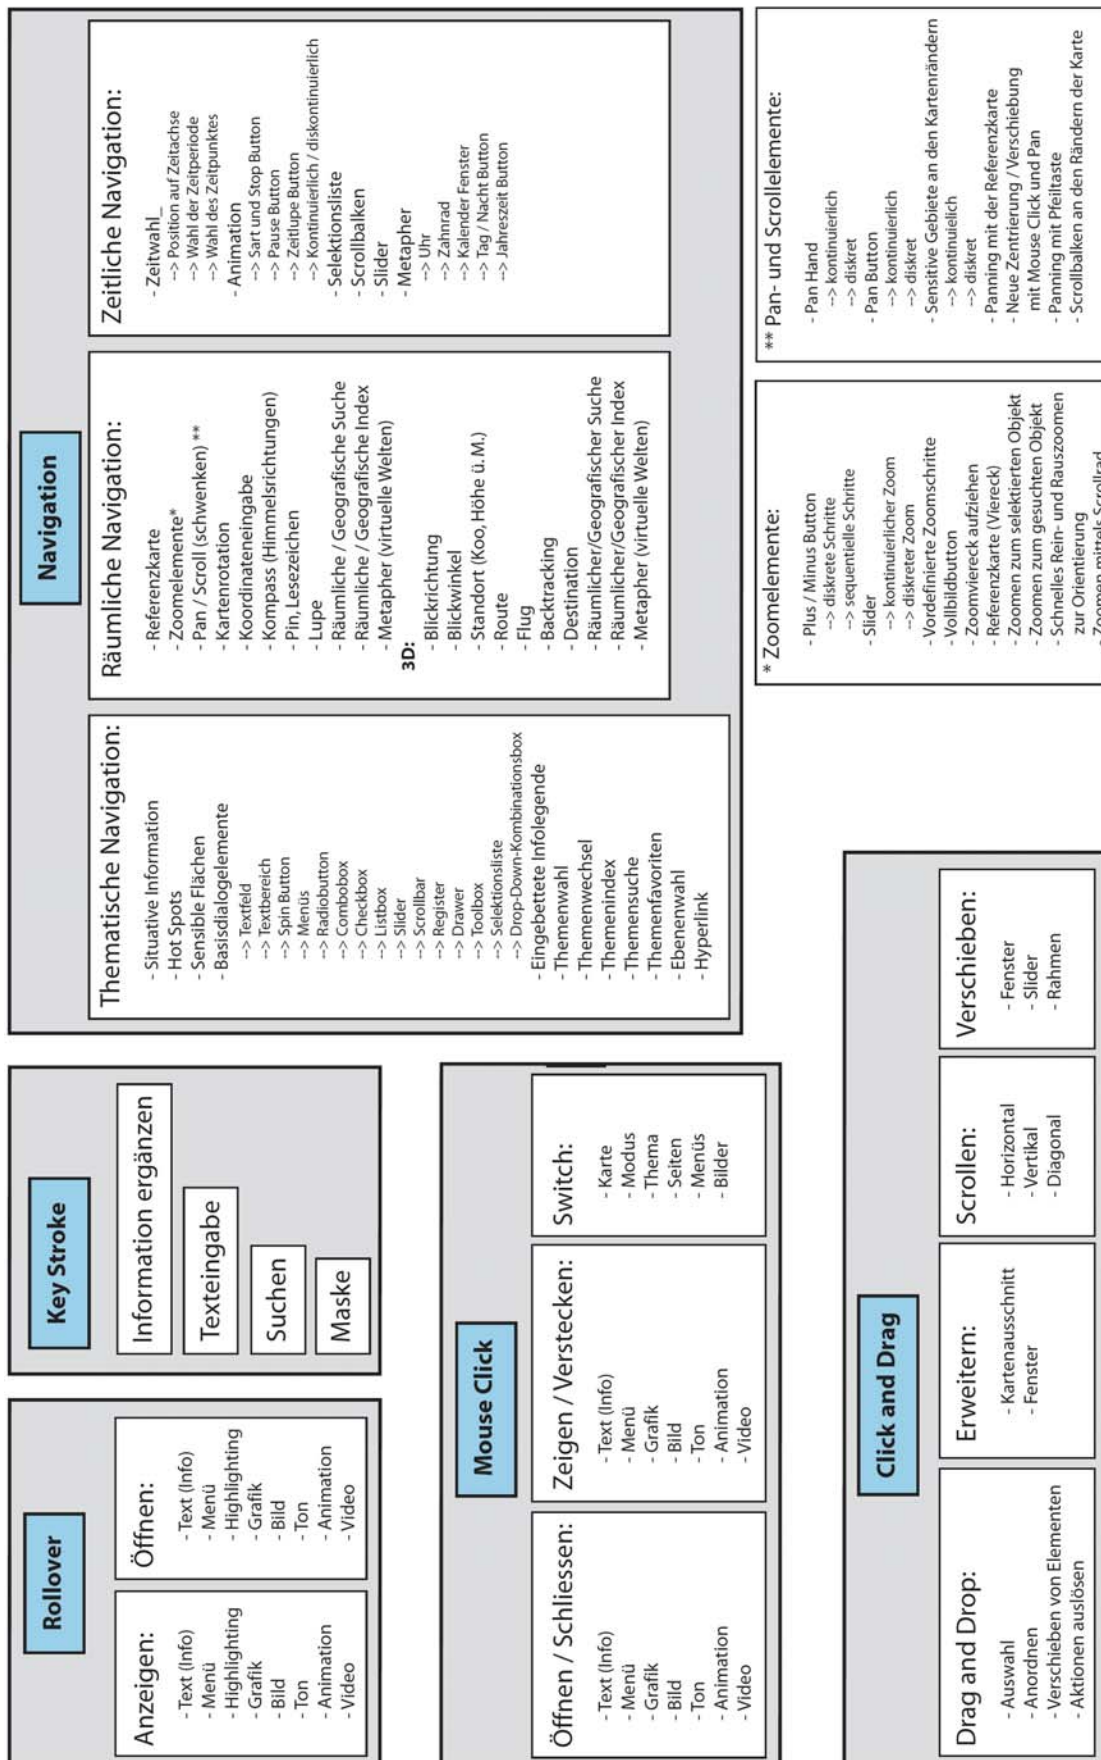 Rollover
Anzeigen:
- Text (Info)
- Menü
- Highlighting
- Grafik
- Bild
- Ton
- Animation
- Video
Öffnen:
- Text (Info)
- Menü
- Highlighting
- Grafik
- Bild
- Ton
- Animation
- Video
Key Stroke
Information ergänzen
Texteingabe
Suchen
Maske
Navigation
Thematische Navigation:
- Situative Information
- Hot Spots
- Sensible Flächen
- Basisdialogelemente
--> Textfeld
--> Textbereich
--> Spin Button
--> Menüs
--> Radiobutton
--> Combobox
--> Checkbox
--> Listbox
--> Slider
--> Scrollbar
--> Register
--> Drawer
--> Toolbox
--> Selektionsliste
--> Drop-Down-Kombinationsbox
- Eingebettete Infolegende
- Themenwahl
- Themenwechsel
- Themenindex
- Themensuche
- Themenfavoriten
- Ebenenwahl
- Hyperlink
Räumliche Navigation:
- Referenzkarte
- Zoomelemente*
- Pan / Scroll (schwenken) **
- Kartenrotation
- Koordinateneingabe
- Kompass (Himmelsrichtungen)
- Pin, Lesezeichen
- Lupe
- Räumliche / Geografische Suche
- Räumliche / Geografische Index
- Metapher (virtuelle Welten)
3D:
- Blickrichtung
- Blickwinkel
- Standort (Koo, Höhe ü. M.)
- Route
- Flug
- Backtracking
- Destination
- Räumlicher/Geografischer Suche
- Räumlicher/Geografischer Index
- Metapher (virtuelle Welten)
Zeitliche Navigation:
- Zeitwahl_
--> Position auf Zeitachse
--> Wahl der Zeitperiode
--> Wahl des Zeitpunktes
- Animation
--> Sart und Stop Button
--> Pause Button
--> Zeitlupe Button
--> Kontinuierlich / diskontinuierlich
- Selektionsliste
- Scrollbalken
- Slider
- Metapher
--> Uhr
--> Zahnrad
--> Kalender Fenster
--> Tag / Nacht Button
--> Jahreszeit Button
Mouse Click
Öffnen / Schliessen:
- Text (Info)
- Menü
- Grafik
- Bild
- Ton
- Animation
- Video
Zeigen / Verstecken:
- Text (Info)
- Menü
- Grafik
- Bild
- Ton
- Animation
- Video
Switch:
- Karte
- Modus
- Thema
- Seiten
- Menüs
- Bilder
* Zoomelemente:
- Plus / Minus Button
--> diskrete Schritte
--> sequentielle Schritte
- Slider
--> kontinuierlicher Zoom
--> diskreter Zoom
- Vordefinierte Zoomschritte
- Vollbildbutton
- Zoomviereck aufziehen
- Referenzkarte (Viereck)
- Zoomen zum selektierten Objekt
- Zoomen zum gesuchten Objekt
- Schnelles Rein- und Rauszoomen
zur Orientierung
- Zoomen mittels Scrollrad
** Pan- und Scrollelemente:
- Pan Hand
--> kontinuierlich
--> diskret
- Pan Button
--> kontinuierlich
--> diskret
- Sensitive Gebiete an den Kartenrändern
--> kontinuielich
--> diskret
- Panning mit der Referenzkarte
- Neue Zentrierung / Verschiebung
mit Mouse Click und Pan
- Panning mit Pfeiltaste
- Scrollbalken an den Rändern der Karte
Click and Drag
Drag and Drop:
- Auswahl
- Anordnen
- Verschieben von Elementen
- Aktionen auslösen
Erweitern:
- Kartenausschnitt
- Fenster
Scrollen:
- Horizontal
- Vertikal
- Diagonal
Verschieben:
- Fenster
- Slider
- Rahmen